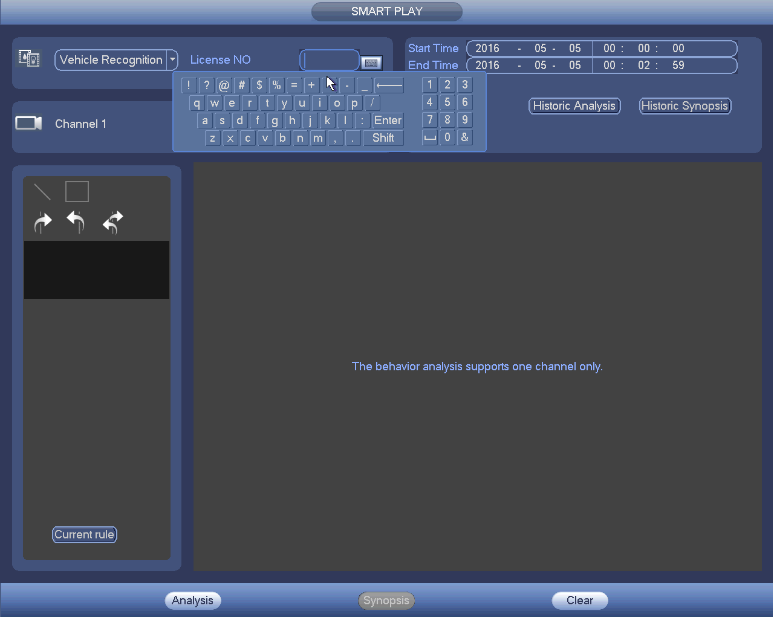 SMART PLAY
Vehicle Recognition
License NO
Start Time 2016 - 05 - 05 00 : 00 : 00
End Time 2016 - 05 - 05 00 : 02 : 59
! ? @ # $ % = + - _ 1 2 3
q w e r t y u i o p / 4 5 6
a s d f g h j k l : Enter 7 8 9
z x c v b n m , . Shift 0 &
Historic Analysis Historic Synopsis
Channel 1
The behavior analysis supports one channel only.
Current rule
Analysis Synopsis Clear